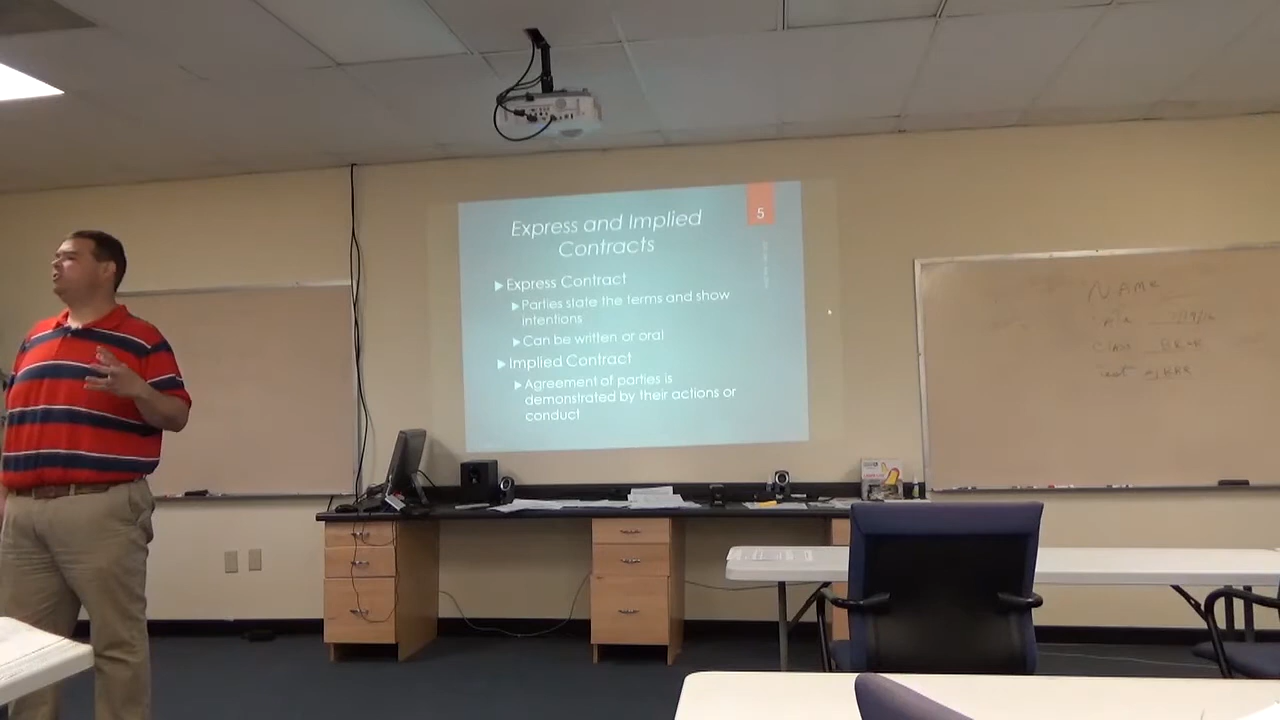 5
Express and Implied
Contracts
Express Contract
Parties state the terms and show
intentions
Can be written or oral
Implied Contract
Agreement of parties is
demonstrated by their actions or
conduct
NAME